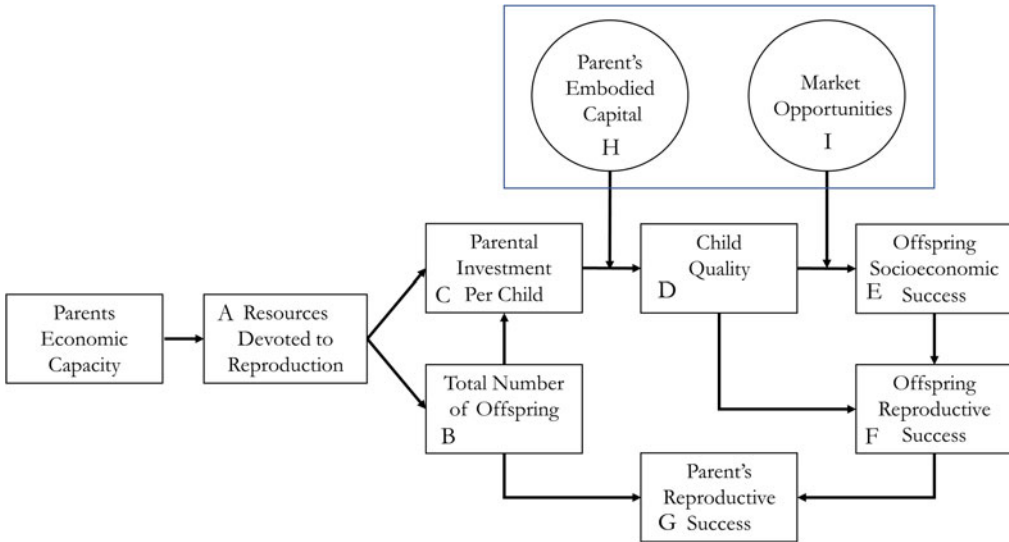 Parent's
Embodied
Capital
H
Market
Opportunities
I
Parental
Investment
C Per Child
Child
Quality
D
Offspring
Socioeconomic
E Success
Parents
Economic
Capacity
A Resources
Devoted to
Reproduction
Total Number
of Offspring
B
Offspring
Reproductive
F Success
Parent's
Reproductive
G Success